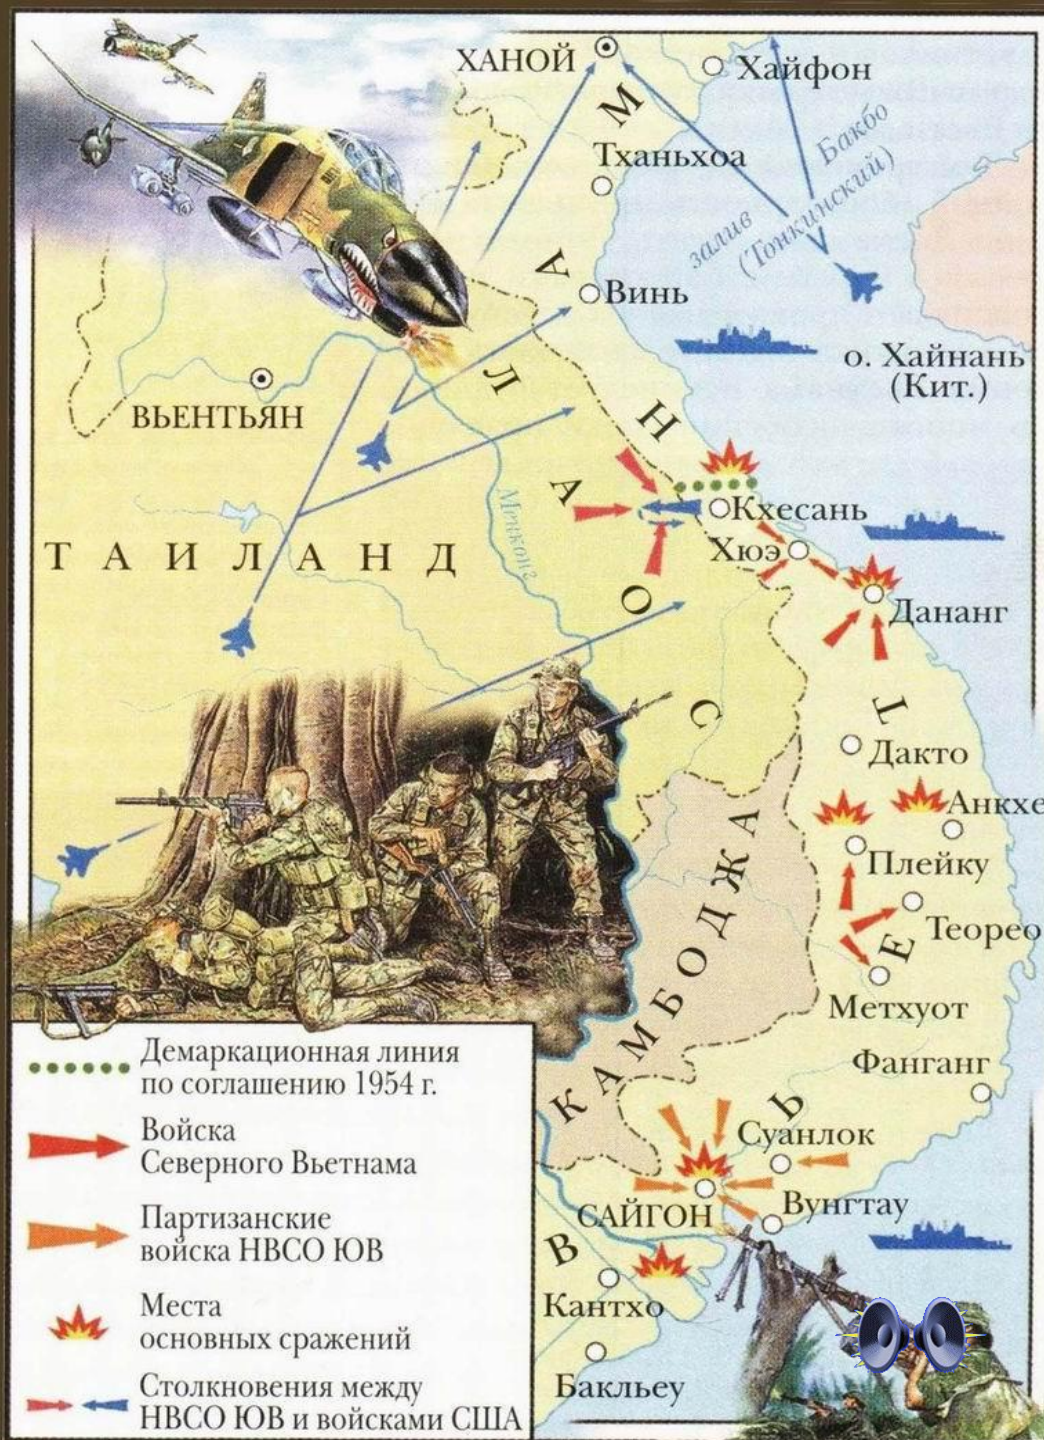 ХАНОЙ
Хайфон
Тханьхоа
залив Бакбо
(Тонкинский)
Винь
о. Хайнань
(Кит.)
ВЬЕНТЬЯН
ЛАОС
Меконг
Кхесань
ТАИЛАНД
Хюэ
Дананг
Дакто
Анкхе
Плейку
Теорео
Метхуот
КАМБОДЖА
Фанганг
ВЬЕТНАМ
Суанлок
САЙГОН
Вунгтау
Кантхо
Бакльеу
Демаркационная линия
по соглашению 1954 г.
Войска
Северного Вьетнама
Партизанские
войска НВСО ЮВ
Места
основных сражений
Столкновения между
НВСО ЮВ и войсками США